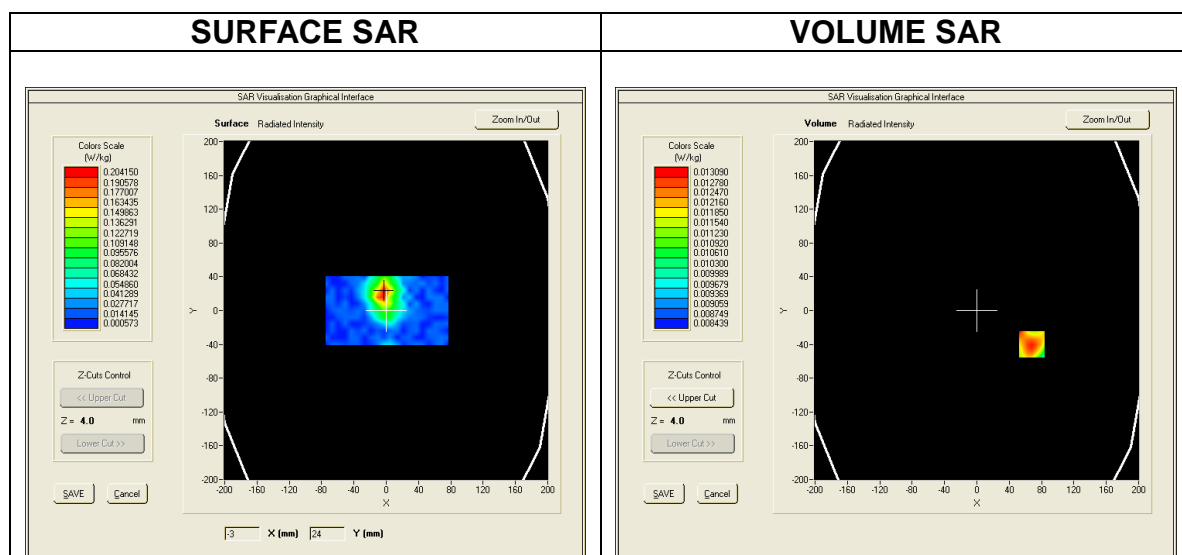 SURFACE SAR
VOLUME SAR
SAR Visualisation Graphical Interface
Surface Radiated Intensity
Zoom In/Out
Colors Scale
(W/kg)
0.204150
0.190578
0.177007
0.163435
0.149863
0.136291
0.122719
0.109148
0.095576
0.082004
0.068432
0.054860
0.041289
0.027717
0.014145
0.000573
Z-Cuts Control
<< Upper Cut
Z = 4.0 mm
Lower Cut >>
SAVE Cancel
200
160
120
80
40
0
-40
-80
-120
-160
-200
Y
-200 -160 -120 -80 -40 0 40 80 120 160 200
X
-3 X (mm) 24 Y (mm)
SAR Visualisation Graphical Interface
Volume Radiated Intensity
Zoom In/Out
Colors Scale
(W/kg)
0.013090
0.012780
0.012470
0.012160
0.011850
0.011540
0.011230
0.010920
0.010610
0.010300
0.009989
0.009679
0.009369
0.009059
0.008749
0.008439
Z-Cuts Control
<< Upper Cut
Z = 4.0 mm
Lower Cut >>
SAVE Cancel
200
160
120
80
40
0
-40
-80
-120
-160
-200
Y
-200 -160 -120 -80 -40 0 40 80 120 160 200
X